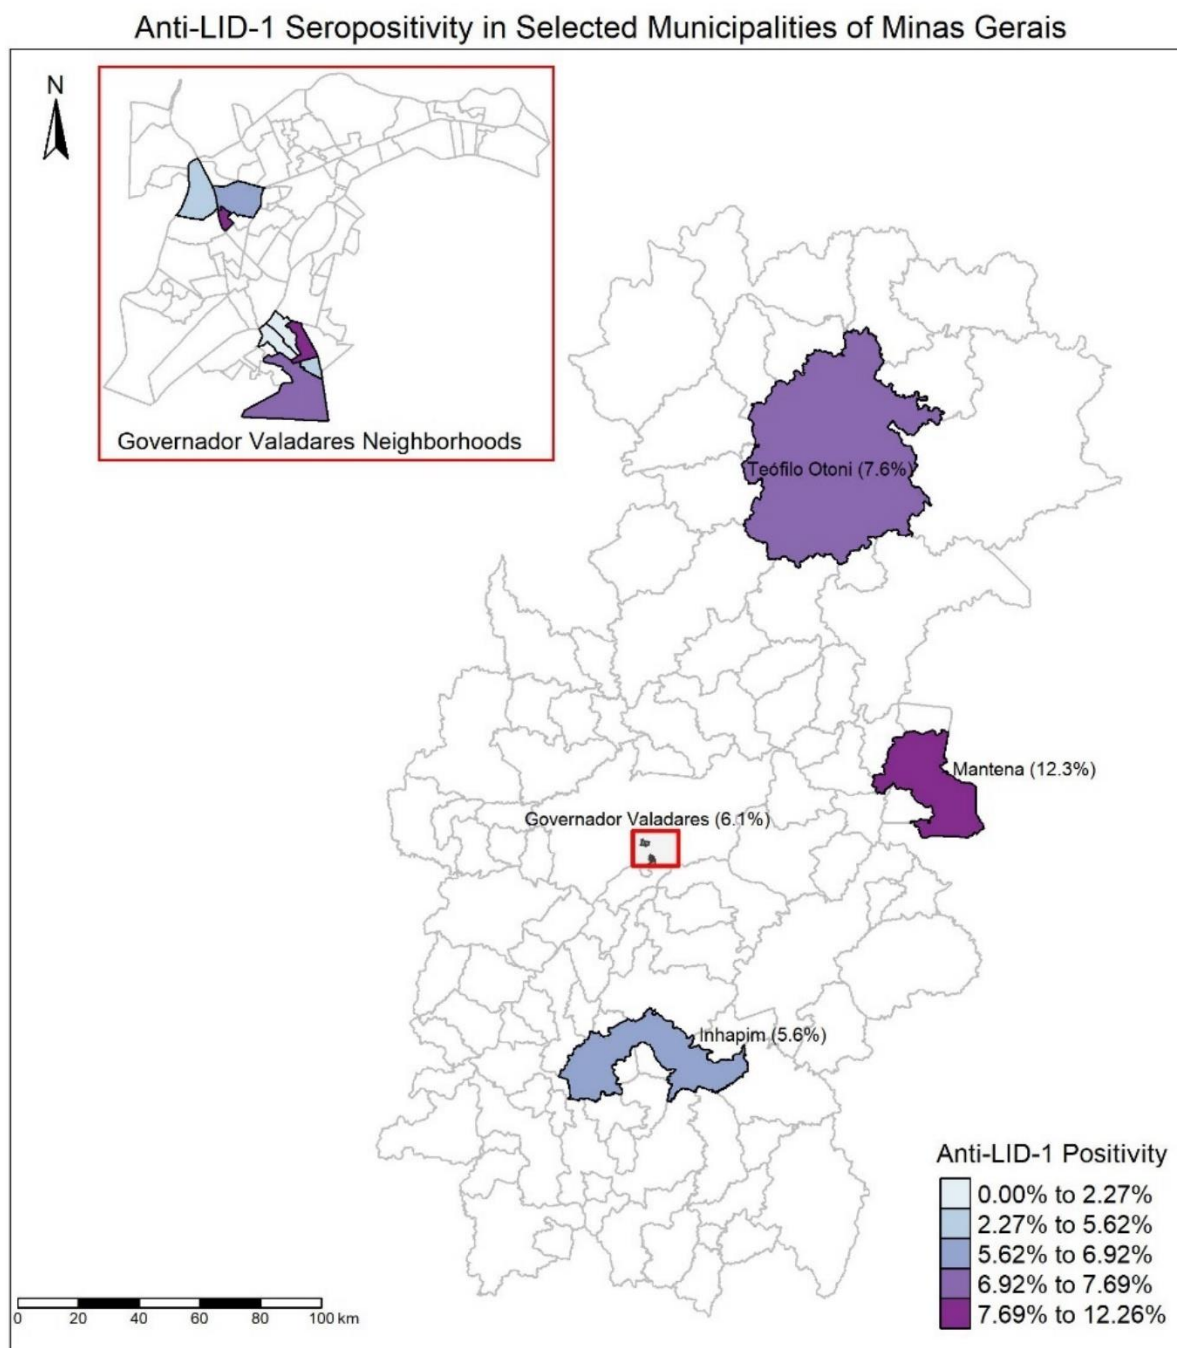 Anti-LID-1 Seropositivity in Selected Municipalities of Minas Gerais
N
Governador Valadares Neighborhoods
Teófilo Otoni (7.6%)
Mantena (12.3%)
Governador Valadares (6.1%)
Inhapim (5.6%)
Anti-LID-1 Positivity
0.00% to 2.27%
2.27% to 5.62%
5.62% to 6.92%
6.92% to 7.69%
7.69% to 12.26%
0 20 40 60 80 100 km